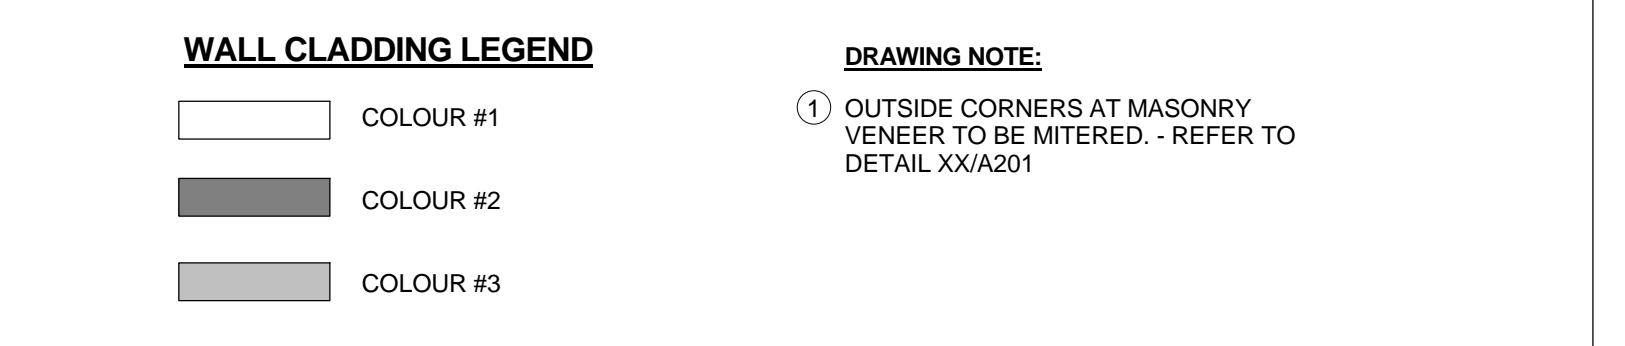 WALL CLADDING LEGEND
COLOUR #1
COLOUR #2
COLOUR #3
DRAWING NOTE:
1 OUTSIDE CORNERS AT MASONRY
VENEER TO BE MITERED. - REFER TO
DETAIL XX/A201